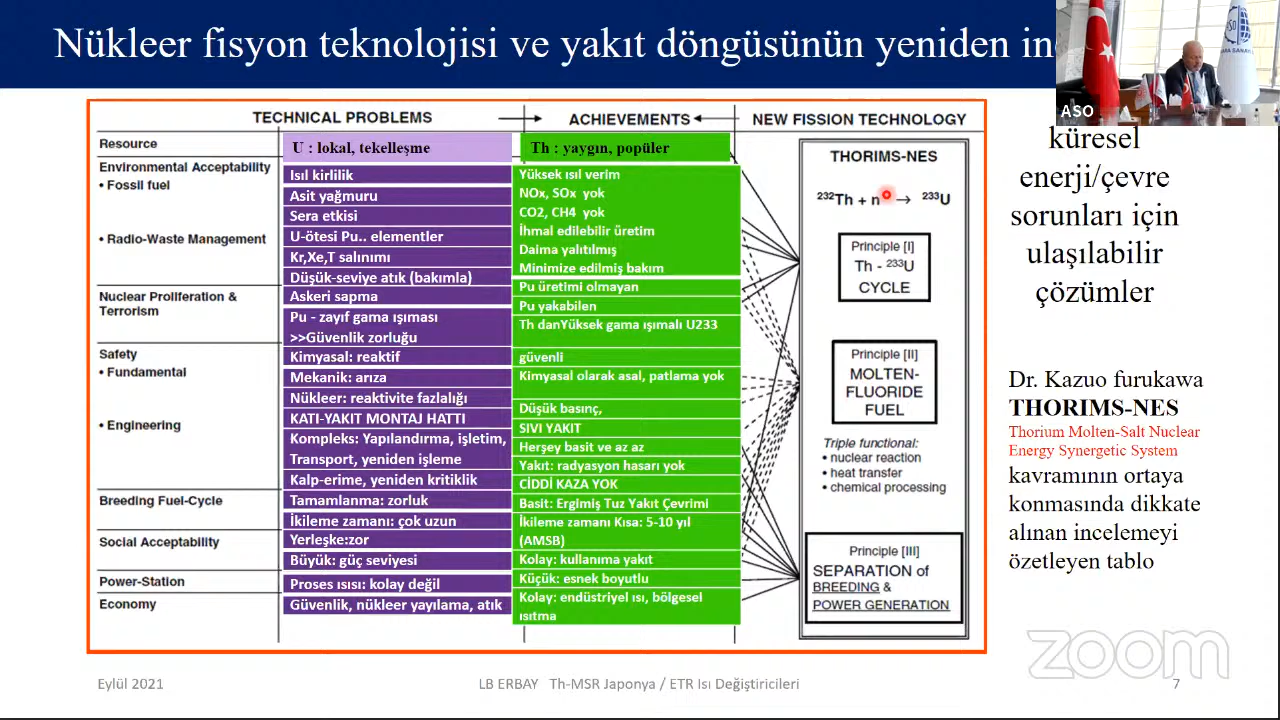 Nükleer fisyon teknolojisi ve yakıt döngüsünün yeniden
ASO
TECHNICAL PROBLEMS
ACHIEVEMENTS
NEW FISSION TECHNOLOGY
Resource
U : lokal, tekelleşme
Th : yaygın, popüler
Environmental Acceptability
• Fossil fuel
Isıl kirlilik
Asit yağmuru
Sera etkisi
Yüksek ısıl verim
NOx, SOx yok
CO2, CH4 yok
• Radio-Waste Management
U-ötesi Pu.. elementler
Kr,Xe,T salınımı
Düşük-seviye atık (bakımla)
İhmal edilebilir üretim
Daima yalıtılmış
Minimize edilmiş bakım
Nuclear Proliferation &
Terrorism
Askeri sapma
Pu - zayıf gama ışıması
>>Güvenlik zorluğu
Pu üretimi olmayan
Pu yakabilen
Th danYüksek gama ışımalı U233
Safety
• Fundamental
Kimyasal: reaktif
Mekanik: arıza
Nükleer: reaktivite fazlalığı
güvenli
Kimyasal olarak asal, patlama yok
Düşük basınç,
• Engineering
KATI-YAKIT MONTAJ HATTI
Kompleks: Yapılandırma, işletim,
Transport, yeniden işleme
Kalp-erime, yeniden kritiklik
SIVI YAKIT
Herşey basit ve az az
Yakıt: radyasyon hasarı yok
CİDDİ KAZA YOK
Breeding Fuel-Cycle
Tamamlanma: zorluk
İkileme zamanı: çok uzun
Basit: Ergimiş Tuz Yakıt Çevrimi
İkileme zamanı Kısa: 5-10 yıl
(AMSB)
Social Acceptability
Yerleşke:zor
Büyük: güç seviyesi
Kolay: kullanıma yakıt
Küçük: esnek boyutlu
Power-Station
Proses ısısı: kolay değil
Kolay: endüstriyel ısı, bölgesel
ısıtma
Economy
Güvenlik, nükleer yayılama, atık
THORIMS-NES
²³²Th + n → ²³³U
Principle [I]
Th - ²³³U
CYCLE
Principle [II]
MOLTEN-
FLUORIDE
FUEL
Triple functional:
• nuclear reaction
• heat transfer
• chemical processing
Principle [III]
SEPARATION of
BREEDING &
POWER GENERATION
küresel
enerji/çevre
sorunları için
ulaşılabilir
çözümler
Dr. Kazuo furukawa
THORIMS-NES
Thorium Molten-Salt Nuclear
Energy Synergetic System
kavramının ortaya
konmasında dikkate
alınan incelemeyi
özetleyen tablo
zoom
Eylül 2021
LB ERBAY Th-MSR Japonya / ETR Isı Değiştiricileri
7